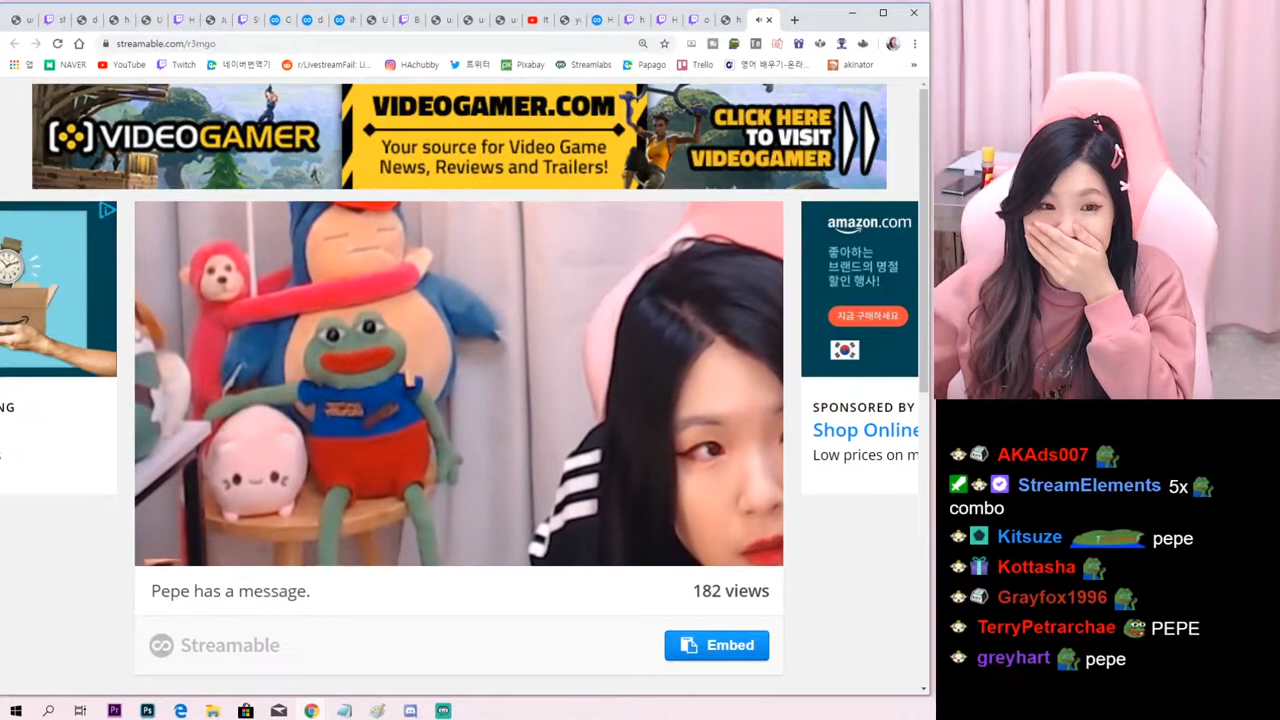 streamable.com/r3mgo
앱
NAVER
YouTube
Twitch
네이버번역기
r/LivestreamFail: Li...
HAchubby
트위터
Pixabay
Streamlabs
Papago
Trello
영어 배우기-온라...
akinator
»
[ ] VIDEOGAMER
VIDEOGAMER.COM
Your source for Video Game
News, Reviews and Trailers!
CLICK HERE
TO VISIT
VIDEOGAMER
amazon.com
좋아하는
브랜드의 명절
할인 행사!
지금 구매하세요
NG
SPONSORED BY
Shop Online
Low prices on m
Pepe has a message.
182 views
Streamable
Embed
AKAds007
StreamElements 5x
combo
Kitsuze pepe
Kottasha
Grayfox1996
TerryPetrarchae PEPE
greyhart pepe